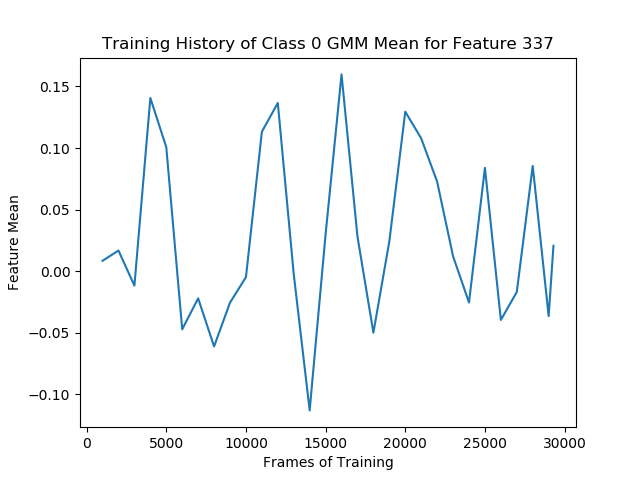 Training History of Class 0 GMM Mean for Feature 337
0.15
0.10
0.05
0.00
−0.05
−0.10
Feature Mean
0 5000 10000 15000 20000 25000 30000
Frames of Training